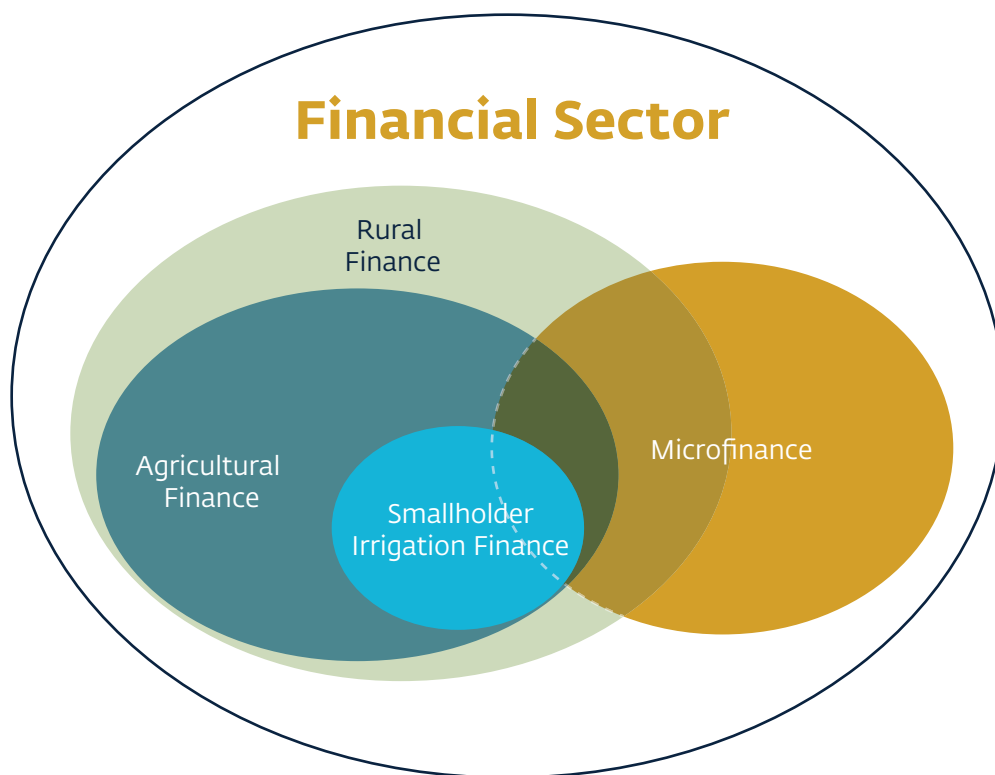 Financial Sector
Rural
Finance
Agricultural
Finance
Smallholder
Irrigation Finance
Microfinance